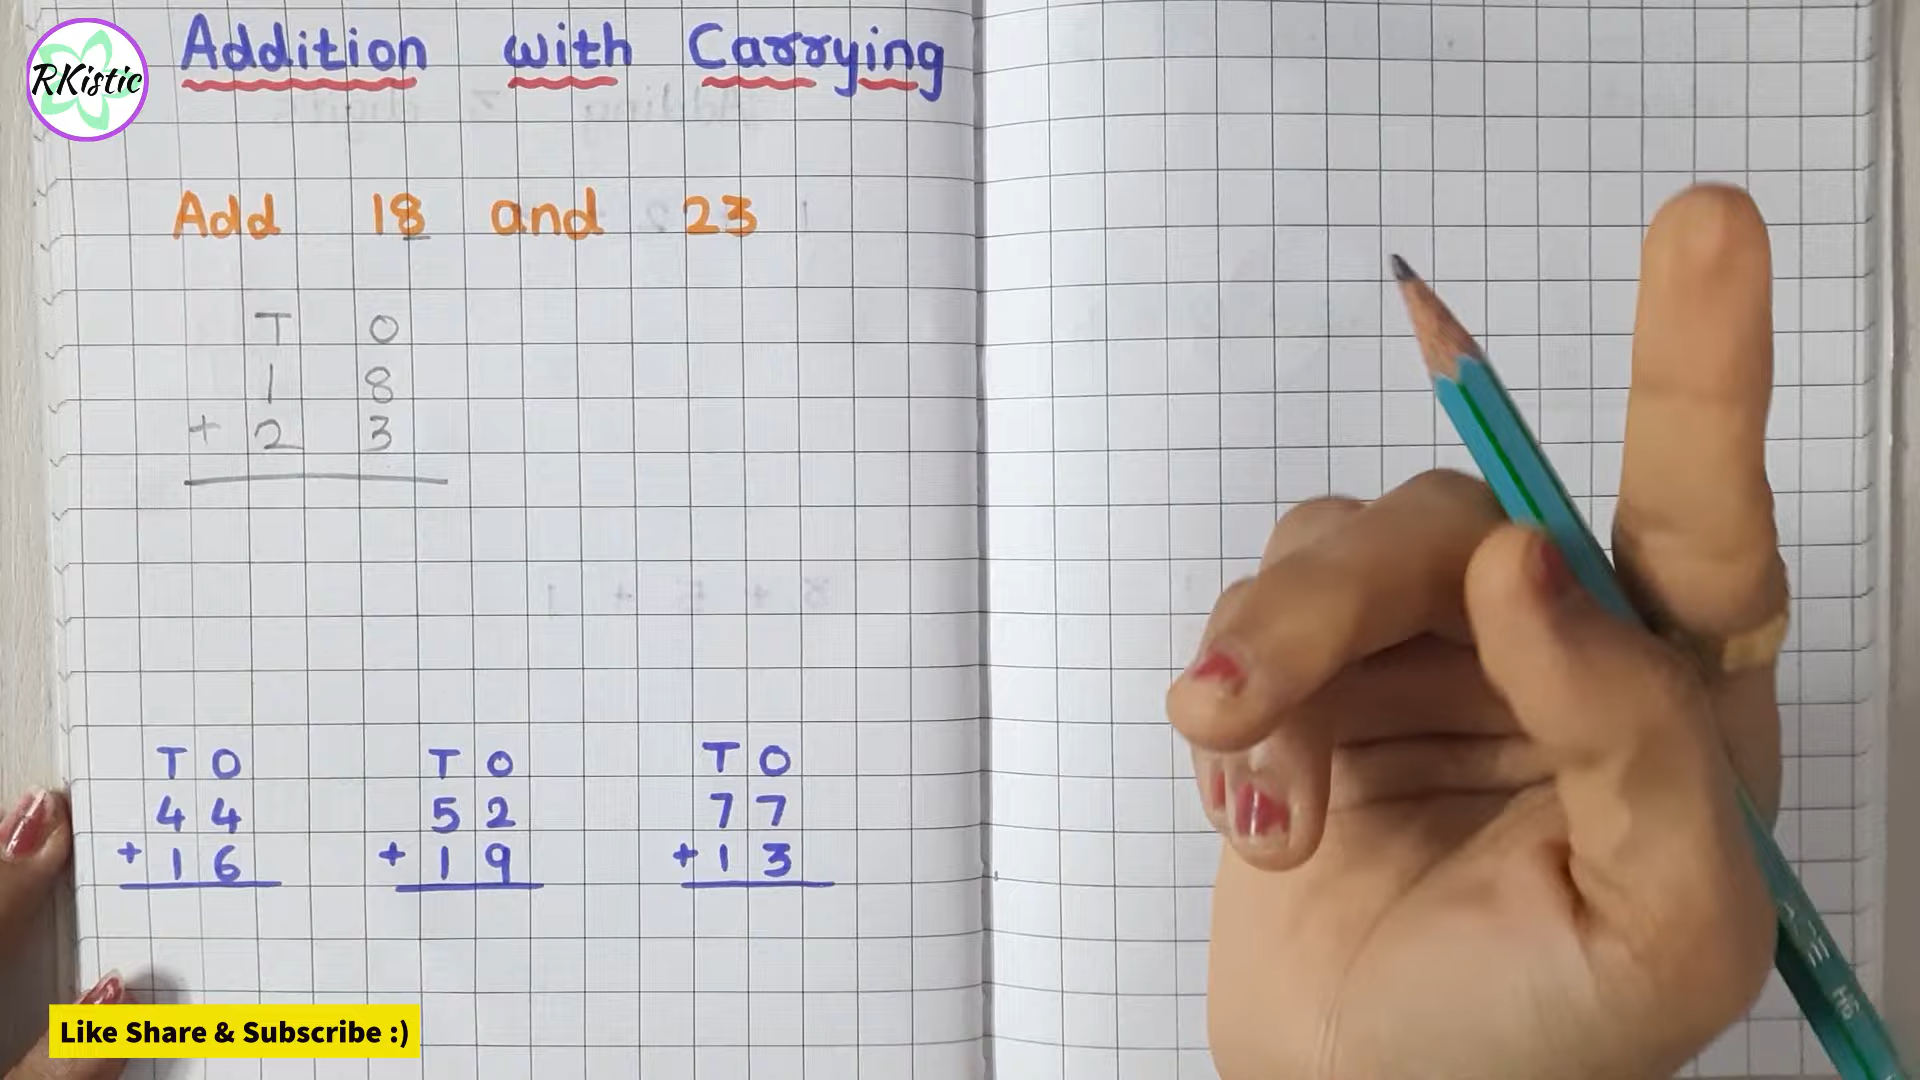 RKistic
Addition with Carrying
Add 18 and 23
T O
1 8
+ 2 3
T O
4 4
+ 1 6
T O
5 2
+ 1 9
T O
7 7
+ 1 3
Like Share & Subscribe :)